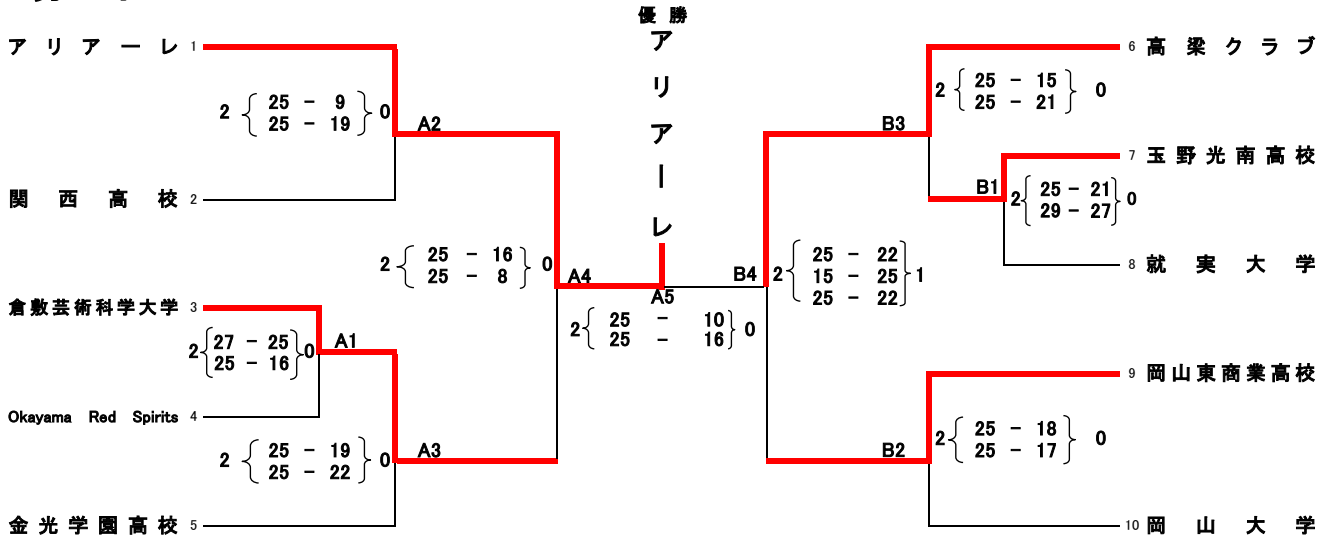 優勝
アリアーレ
アリアーレ 1
2 { 25 - 9 } 0
25 - 19
A2
関西高校 2
2 { 25 - 16 } 0
25 - 8
A4
倉敷芸術科学大学 3
2 { 27 - 25 } 0
25 - 16
A1
Okayama Red Spirits 4
2 { 25 - 19 } 0
25 - 22
A3
金光学園高校 5
A5
2 { 25 - 10 } 0
25 - 16
6 高梁クラブ
2 { 25 - 15 } 0
25 - 21
B3
7 玉野光南高校
B1
2 { 25 - 21 } 0
29 - 27
8 就実大学
B4
2 { 25 - 22 } 1
15 - 25
25 - 22
9 岡山東商業高校
2 { 25 - 18 } 0
25 - 17
B2
10 岡山大学